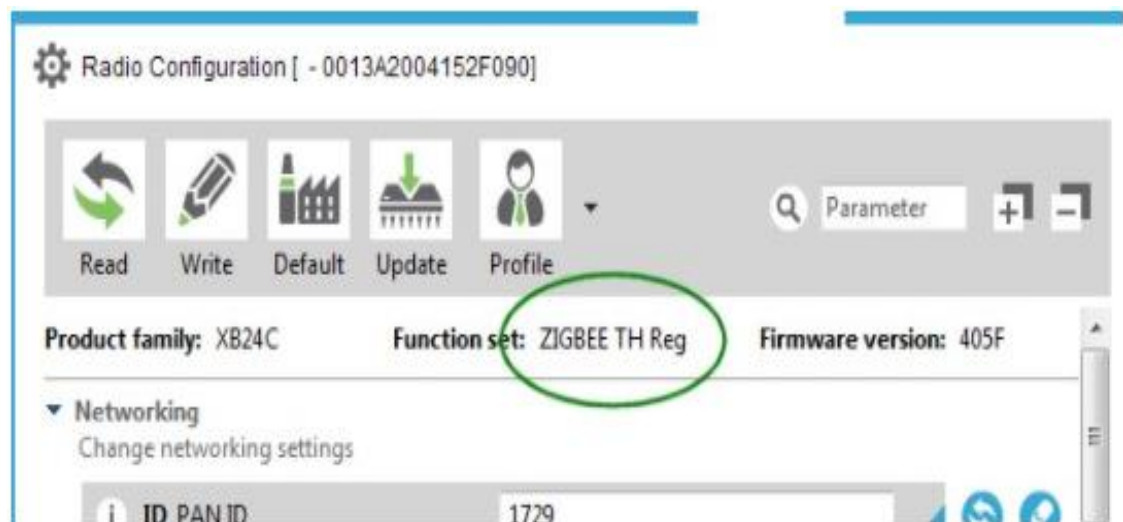 Radio Configuration [ - 0013A2004152F090]
Parameter
Read Write Default Update Profile
Product family: XB24C Function set: ZIGBEE TH Reg Firmware version: 405F
Networking
Change networking settings
i ID PAN ID 1729